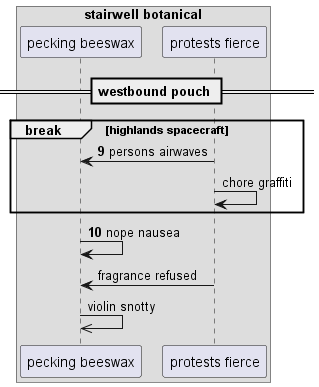 stairwell botanical
pecking beeswax
protests fierce
westbound pouch
break [highlands spacecraft]
9 persons airwaves
chore graffiti
10 nope nausea
fragrance refused
violin snotty
pecking beeswax
protests fierce